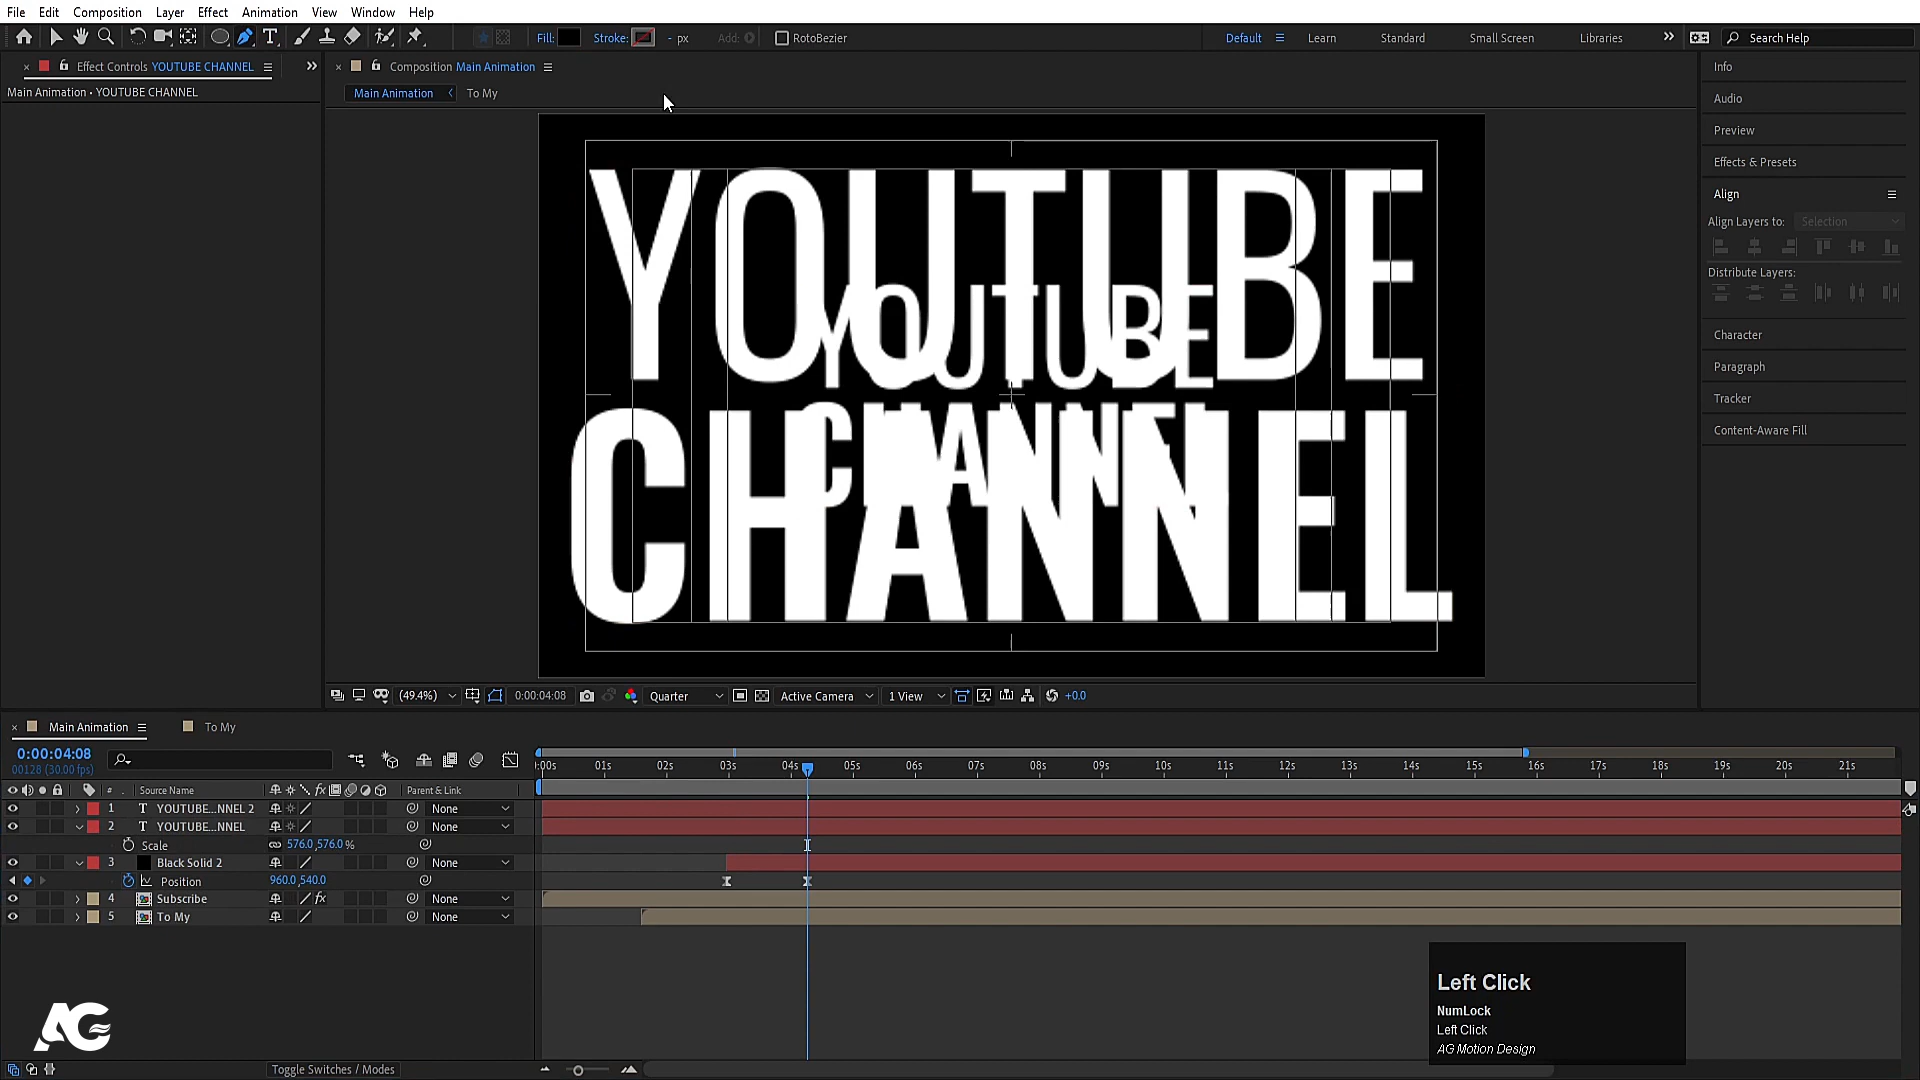 File Edit Composition Layer Effect Animation View Window Help
Fill: Stroke: - px Add: RotoBezier Default Learn Standard Small Screen Libraries Search Help
Effect Controls YOUTUBE CHANNEL
Composition Main Animation
Main Animation • YOUTUBE CHANNEL
Main Animation To My
YOUTUBE
YOUTUBE
CHANNEL
CHANNEL
Info
Audio
Preview
Effects & Presets
Align
Align Layers to: Selection
Distribute Layers:
Character
Paragraph
Tracker
Content-Aware Fill
(49.4%) 0:00:04:08 Quarter Active Camera 1 View +0.0
Main Animation To My
0:00:04:08
00128 (30.00 fps)
:00s 01s 02s 03s 04s 05s 06s 07s 08s 09s 10s 11s 12s 13s 14s 15s 16s 17s 18s 19s 20s 21s
# Source Name Parent & Link
1 T YOUTUBE...NNEL 2 None
2 T YOUTUBE...NNEL None
Scale 576.0,576.0%
3 Black Solid 2 None
Position 960.0,540.0
4 Subscribe fx None
5 To My None
Left Click
NumLock
Left Click
AG Motion Design
AG
Toggle Switches / Modes